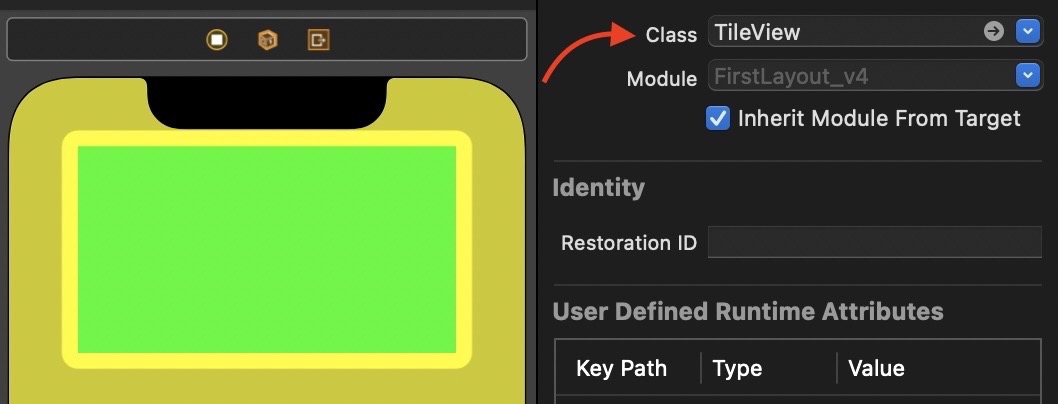 Class TileView
Module FirstLayout_v4
Inherit Module From Target
Identity
Restoration ID
User Defined Runtime Attributes
Key Path Type Value